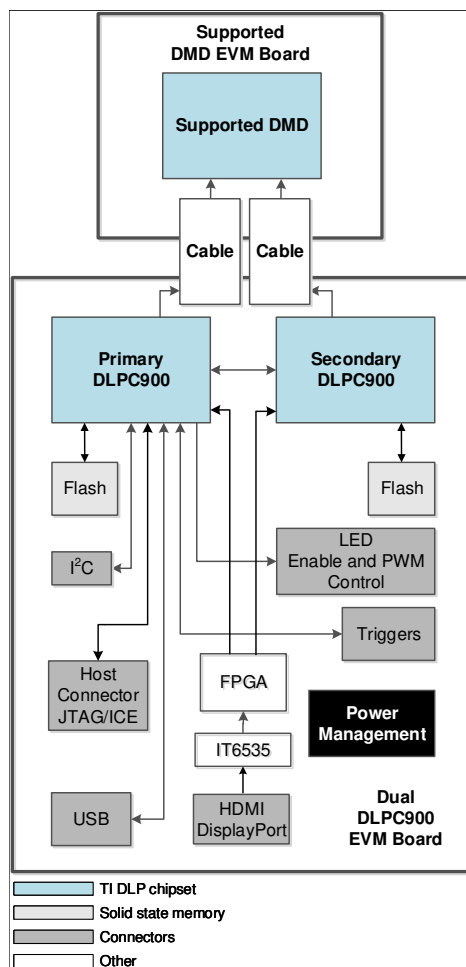 Supported
DMD EVM Board
Supported DMD
Cable
Cable
Primary
DLPC900
Secondary
DLPC900
Flash
Flash
I²C
LED
Enable and PWM
Control
Triggers
Host
Connector
JTAG/ICE
FPGA
Power
Management
IT6535
USB
HDMI
DisplayPort
Dual
DLPC900
EVM Board
TI DLP chipset
Solid state memory
Connectors
Other